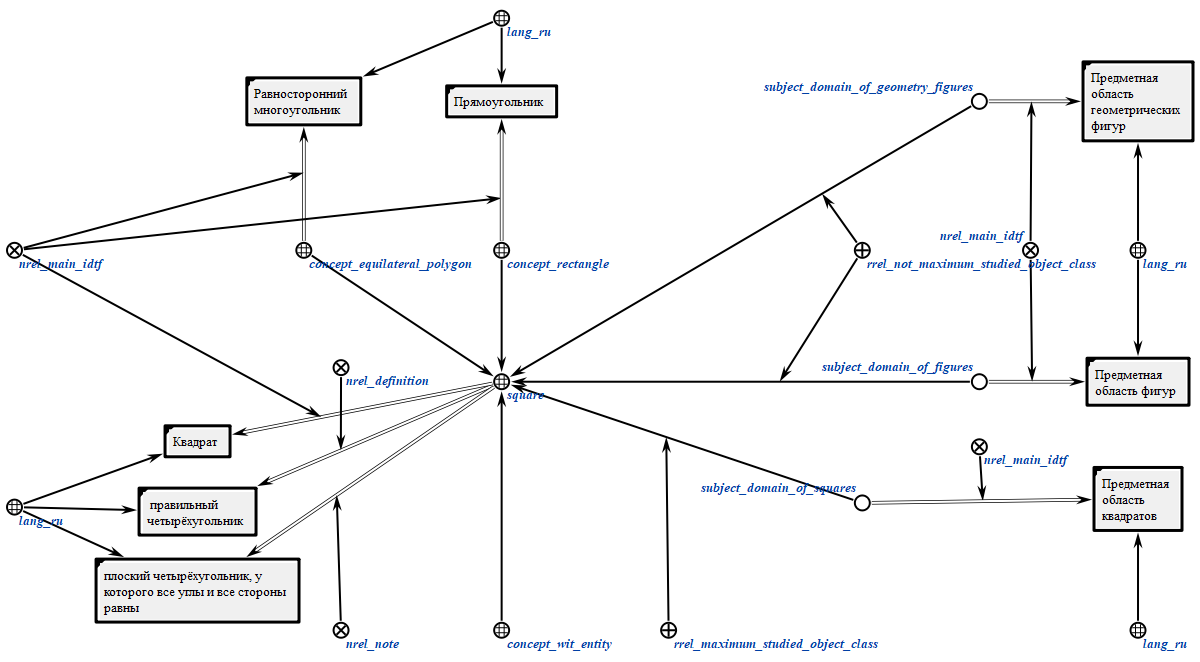 lang_ru
Равносторонний
многоугольник
Прямоугольник
subject_domain_of_geometry_figures
Предметная
область
геометрических
фигур
nrel_main_idtf
concept_equilateral_polygon
concept_rectangle
nrel_main_idtf
rrel_not_maximum_studied_object_class
lang_ru
nrel_definition
square
subject_domain_of_figures
Предметная
область фигур
Квадрат
lang_ru
правильный
четырёхугольник
плоский четырёхугольник, у
которого все углы и все стороны
равны
subject_domain_of_squares
nrel_main_idtf
Предметная
область
квадратов
nrel_note
concept_wit_entity
rrel_maximum_studied_object_class
lang_ru